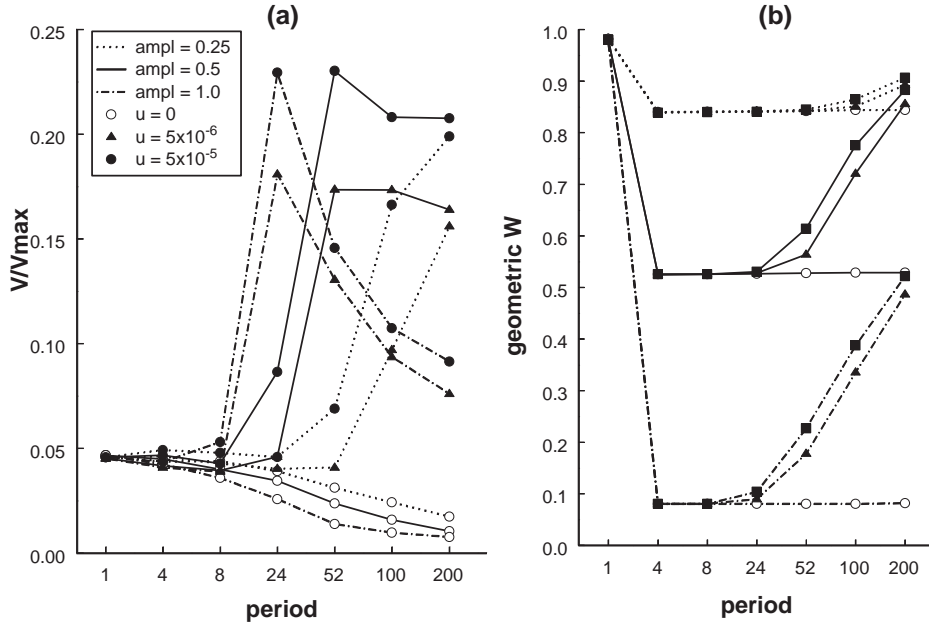 (a)
0.25
0.20
0.15
0.10
0.05
0.00
V/Vmax
ampl = 0.25
ampl = 0.5
ampl = 1.0
u = 0
u = 5x10⁻⁶
u = 5x10⁻⁵
1 4 8 24 52 100 200
period
(b)
1.0
0.9
0.8
0.7
0.6
0.5
0.4
0.3
0.2
0.1
0.0
geometric W
1 4 8 24 52 100 200
period